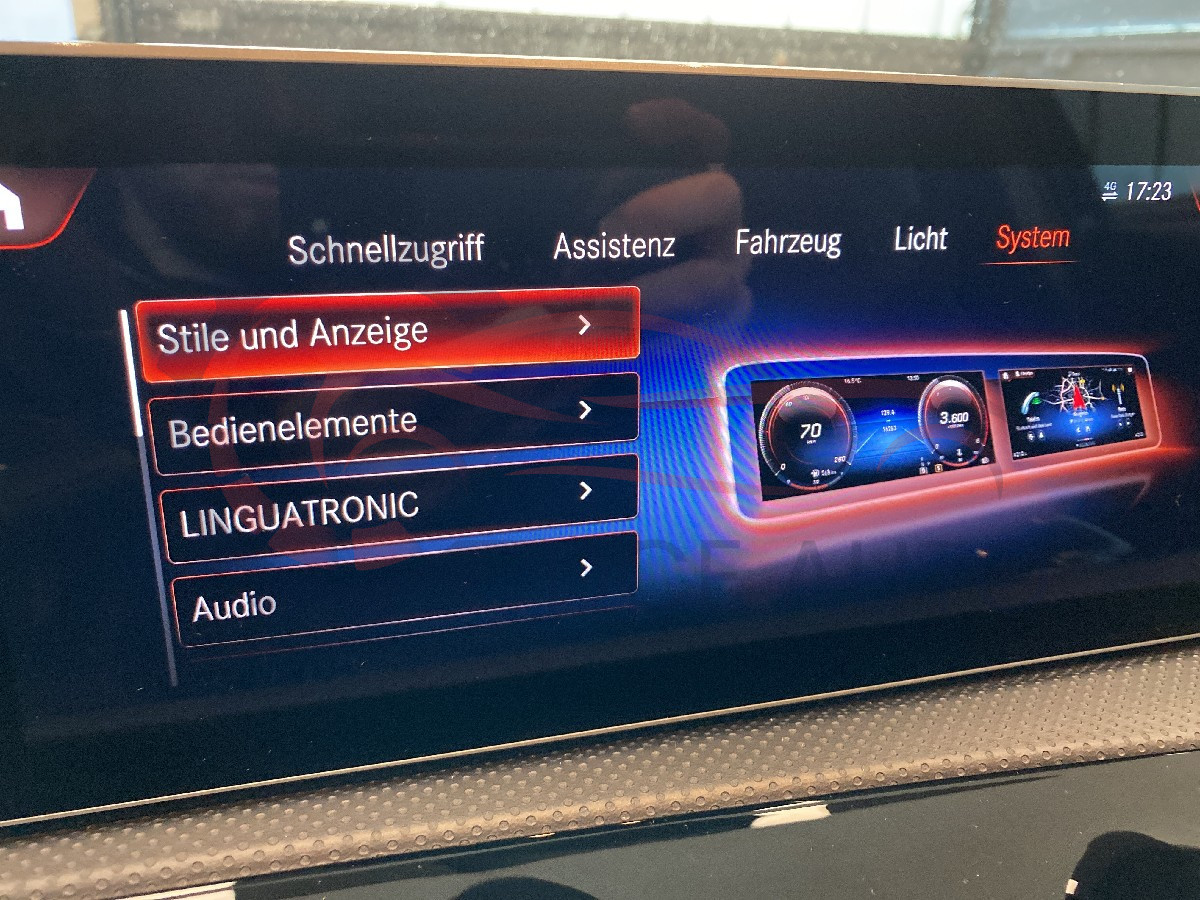 4G 17:23
Schnellzugriff Assistenz Fahrzeug Licht System
Stile und Anzeige
Bedienelemente
LINGUATRONIC
Audio
70
3.600